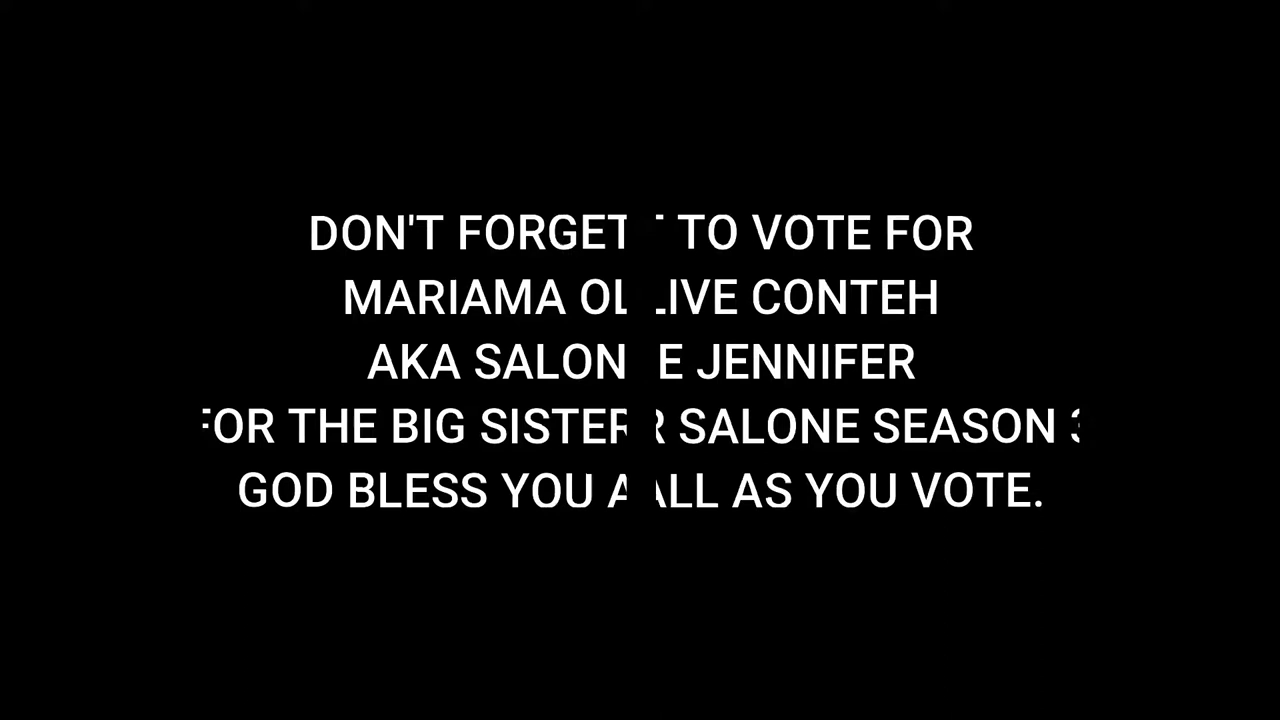 DON'T FORGET TO VOTE FOR
MARIAMA OLIVE CONTEH
AKA SALONE JENNIFER
FOR THE BIG SISTER SALONE SEASON 3
GOD BLESS YOU ALL AS YOU VOTE.